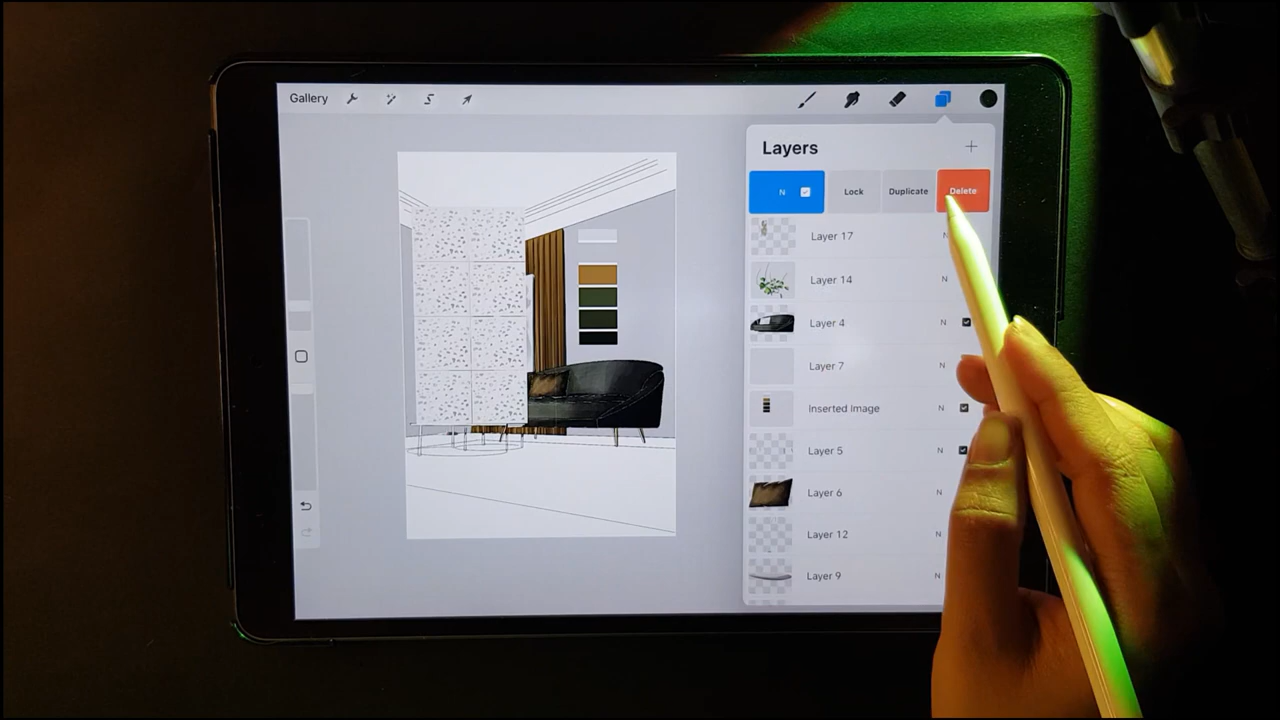 Gallery
Layers
N Lock Duplicate Delete
Layer 17 N
Layer 14 N
Layer 4 N
Layer 7 N
Inserted Image N
Layer 5 N
Layer 6 N
Layer 12 N
Layer 9 N